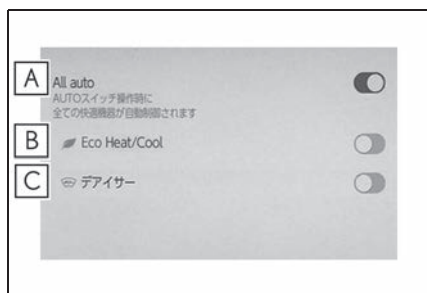 A
All auto
AUTOスイッチ操作時に
全ての快適機器が自動制御されます
B
Eco Heat/Cool
C
デアイサー